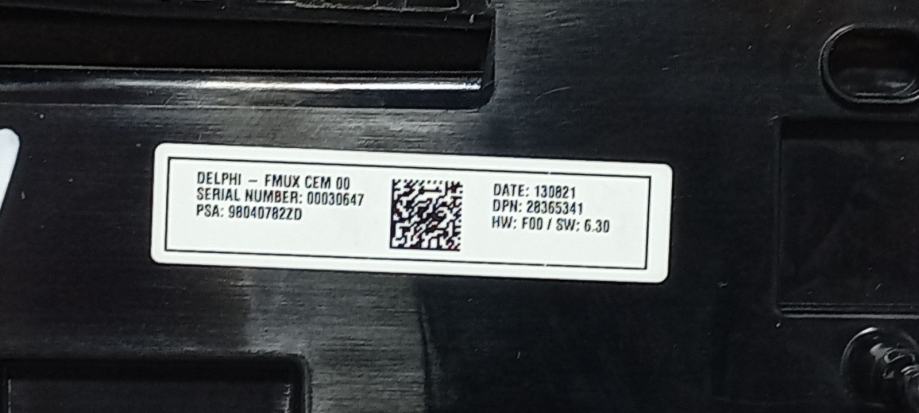 DELPHI – FMUX CEM 00
SERIAL NUMBER: 00030647
PSA: 98040782ZD
DATE: 130821
DPN: 28365341
HW: F00 / SW: 6.30